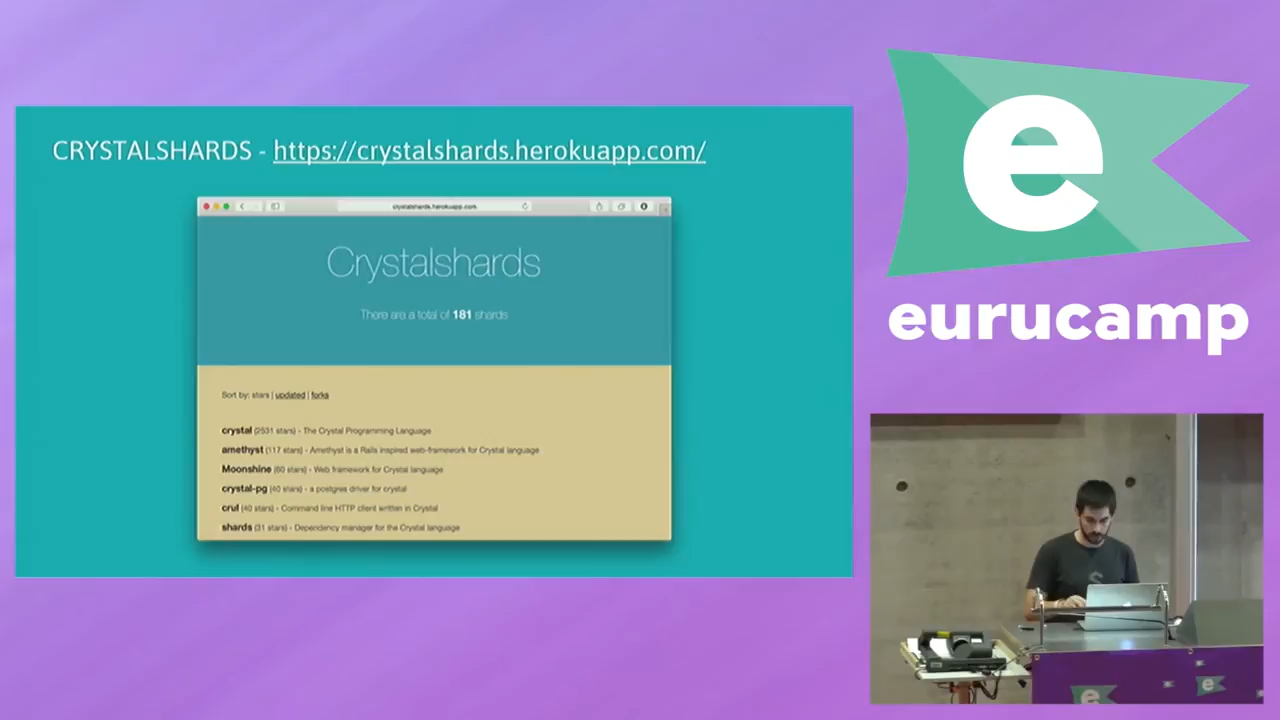 CRYSTALSHARDS - https://crystalshards.herokuapp.com/
crystalshards.herokuapp.com
Crystalshards
There are a total of 181 shards
Sort by: stars | updated | forks
crystal (2531 stars) - The Crystal Programming Language
amethyst (117 stars) - Amethyst is a Rails inspired web-framework for Crystal language
Moonshine (60 stars) - Web framework for Crystal language
crystal-pg (40 stars) - a postgres driver for crystal
crul (40 stars) - Command line HTTP client written in Crystal
shards (31 stars) - Dependency manager for the Crystal language
e
eurucamp